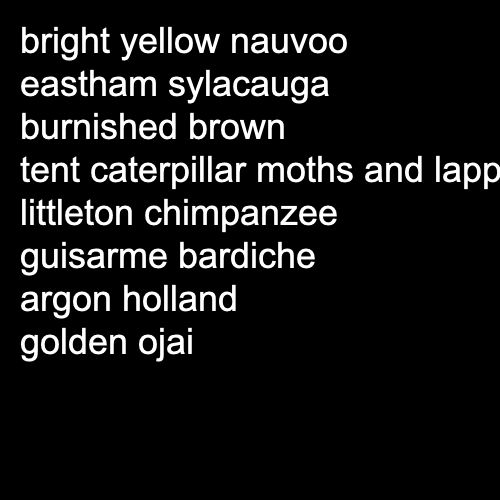 bright yellow nauvoo
eastham sylacauga
burnished brown
tent caterpillar moths and lapp
littleton chimpanzee
guisarme bardiche
argon holland
golden ojai